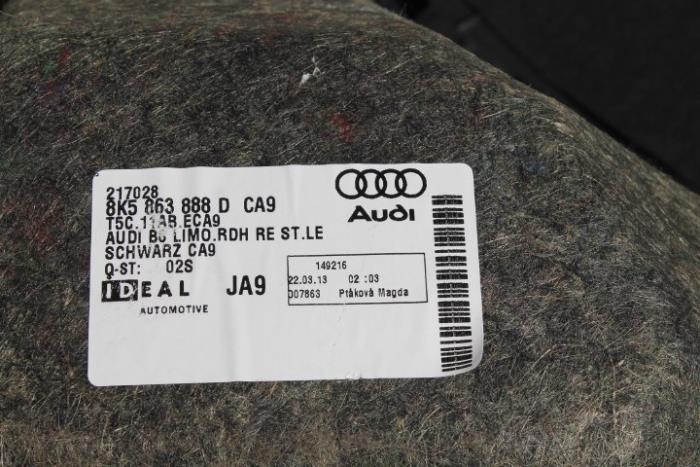 217028
8K5 863 888 D CA9
T5C.11AB.ECA9
AUDI B8 LIMO.RDH RE ST.LE
SCHWARZ CA9
Q-ST: 02S
IDEAL
AUTOMOTIVE
JA9
Audi
149216
22.03.13 02:03
007863 Ptáková Magda